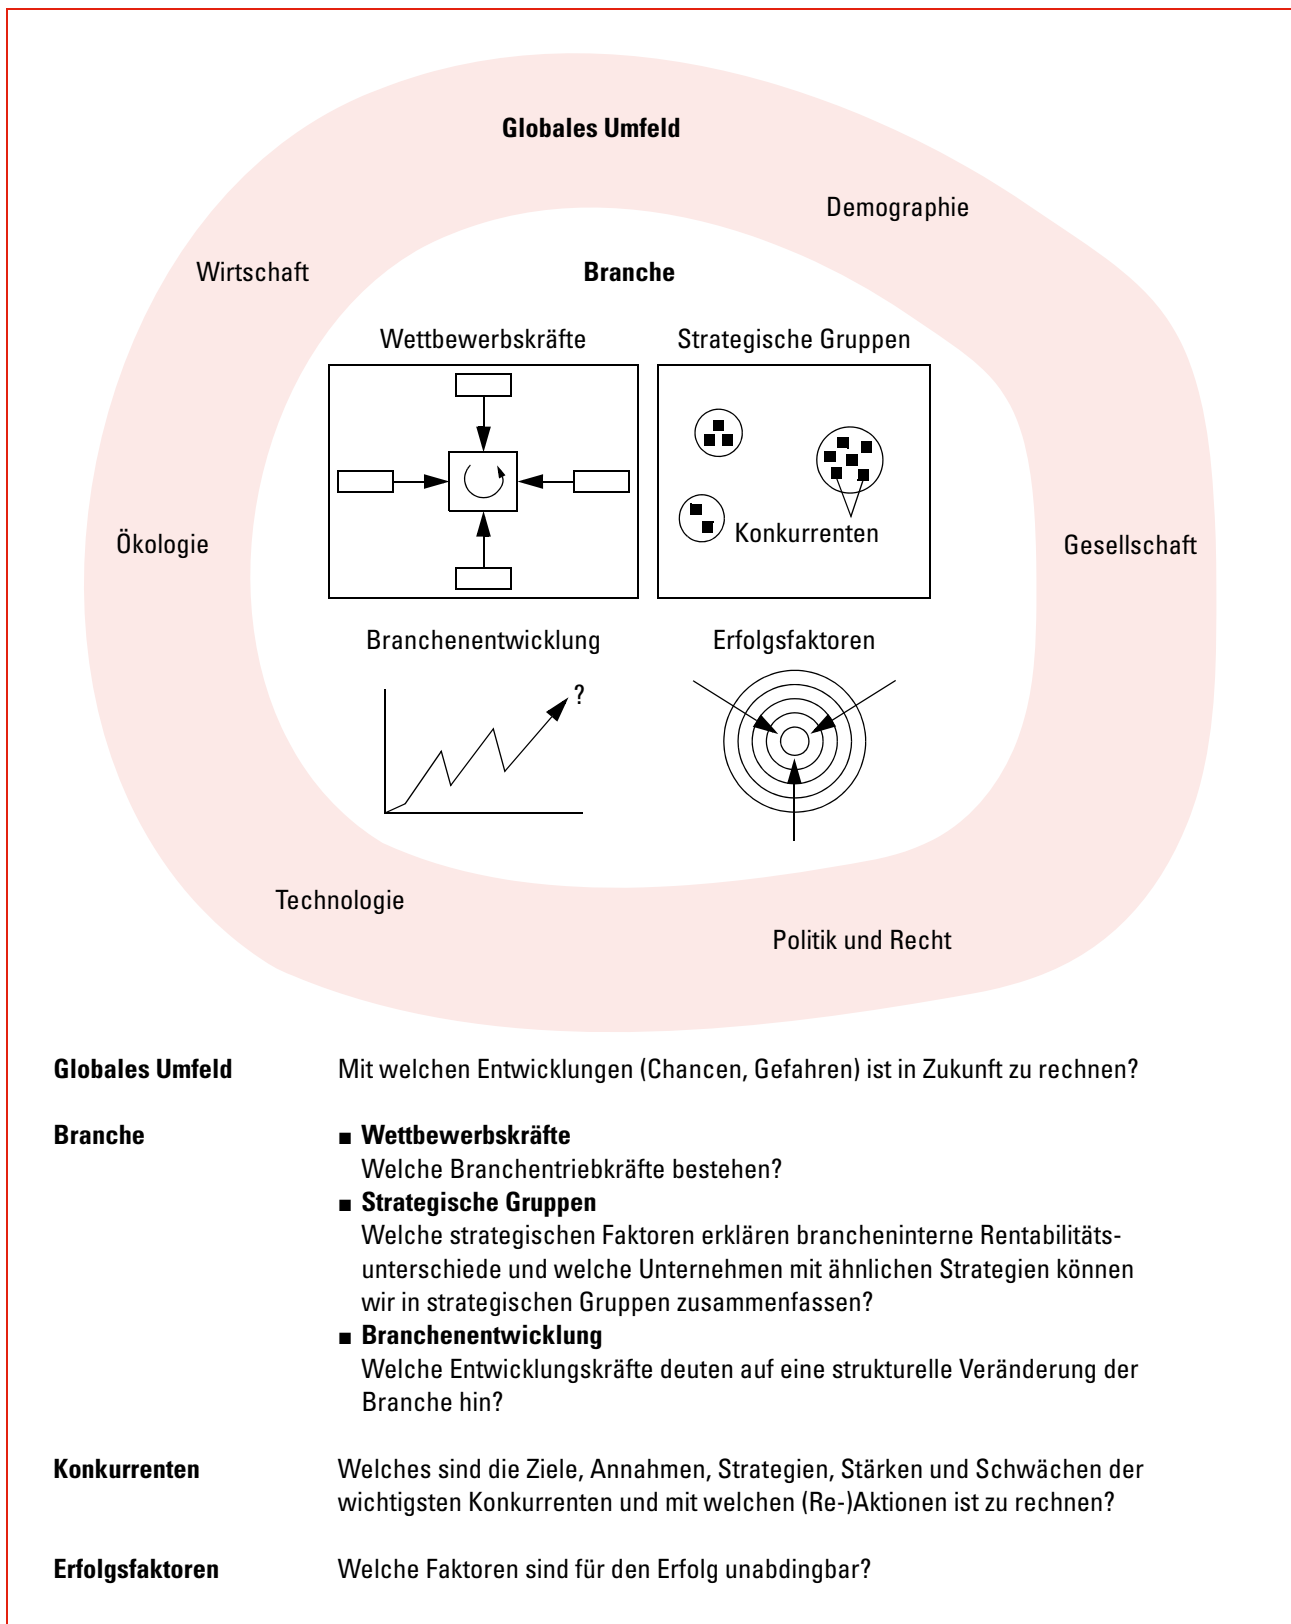 Globales Umfeld
Demographie
Wirtschaft
Branche
Wettbewerbskräfte
Strategische Gruppen
Konkurrenten
Ökologie
Gesellschaft
Branchenentwicklung
Erfolgsfaktoren
?
Technologie
Politik und Recht
Globales Umfeld Mit welchen Entwicklungen (Chancen, Gefahren) ist in Zukunft zu rechnen?
Branche ■ Wettbewerbskräfte
Welche Branchentriebkräfte bestehen?
■ Strategische Gruppen
Welche strategischen Faktoren erklären brancheninterne Rentabilitäts-
unterschiede und welche Unternehmen mit ähnlichen Strategien können
wir in strategischen Gruppen zusammenfassen?
■ Branchenentwicklung
Welche Entwicklungskräfte deuten auf eine strukturelle Veränderung der
Branche hin?
Konkurrenten Welches sind die Ziele, Annahmen, Strategien, Stärken und Schwächen der
wichtigsten Konkurrenten und mit welchen (Re-)Aktionen ist zu rechnen?
Erfolgsfaktoren Welche Faktoren sind für den Erfolg unabdingbar?